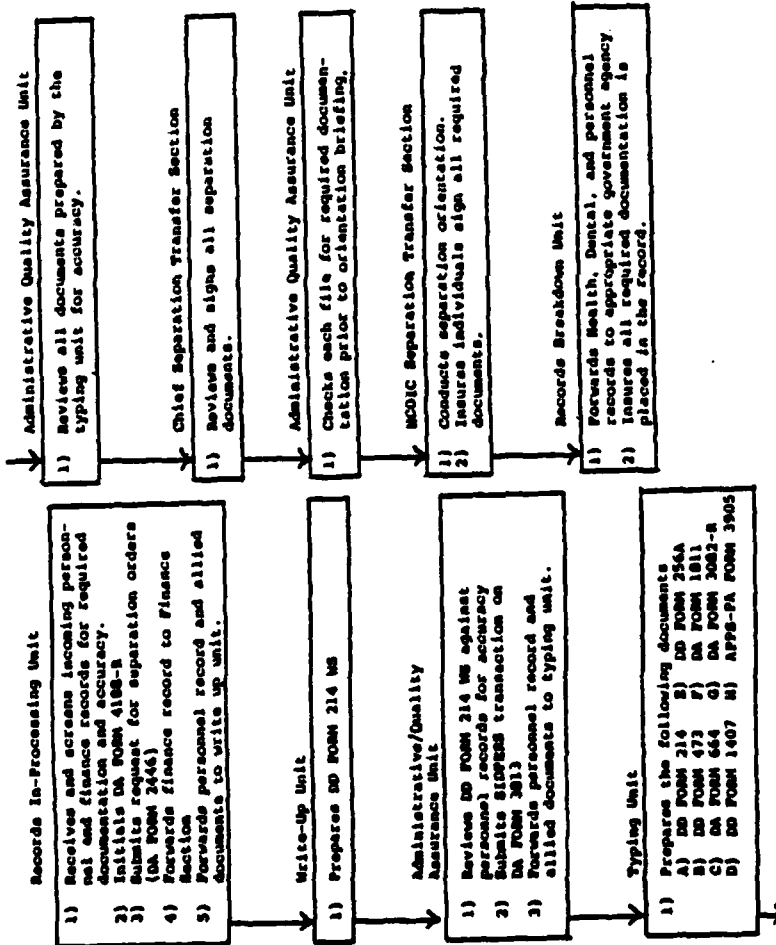 Records In-Processing Unit
1) Receives and screens incoming person-
nel and finance records for required
documentation and accuracy.
2) Initials DA FORM 4188-R
3) Submits request for separation orders
(DA FORM 2446)
4) Forwards finance record to Finance
Section
5) Forwards personnel record and allied
documents to write up unit.
Write-Up Unit
1) Prepares DD FORM 214 WS
Administrative/Quality
Assurance Unit
1) Reviews DD FORM 214 WS against
personnel records for accuracy
2) Submits SIDPERS transaction on
DA FORM 3813
3) Forwards personnel record and
allied documents to typing unit.
Typing Unit
1) Prepares the following documents
A) DD FORM 214 E) DD FORM 256A
B) DD FORM 473 F) DA FORM 1811
C) DA FORM 664 G) DA FORM 3082-R
D) DD FORM 1407 H) APPS-PA FORM 3905
Administrative Quality Assurance Unit
1) Reviews all documents prepared by the
typing unit for accuracy.
Chief Separation Transfer Section
1) Reviews and signs all separation
documents.
Administrative Quality Assurance Unit
1) Checks each file for required documen-
tation prior to orientation briefing.
NCOIC Separation Transfer Section
1) Conducts separation orientation.
2) Insures individuals sign all required
documents.
Records Breakdown Unit
1) Forwards Health, Dental, and personnel
records to appropriate government agency
2) Insures all required documentation is
placed in the record.